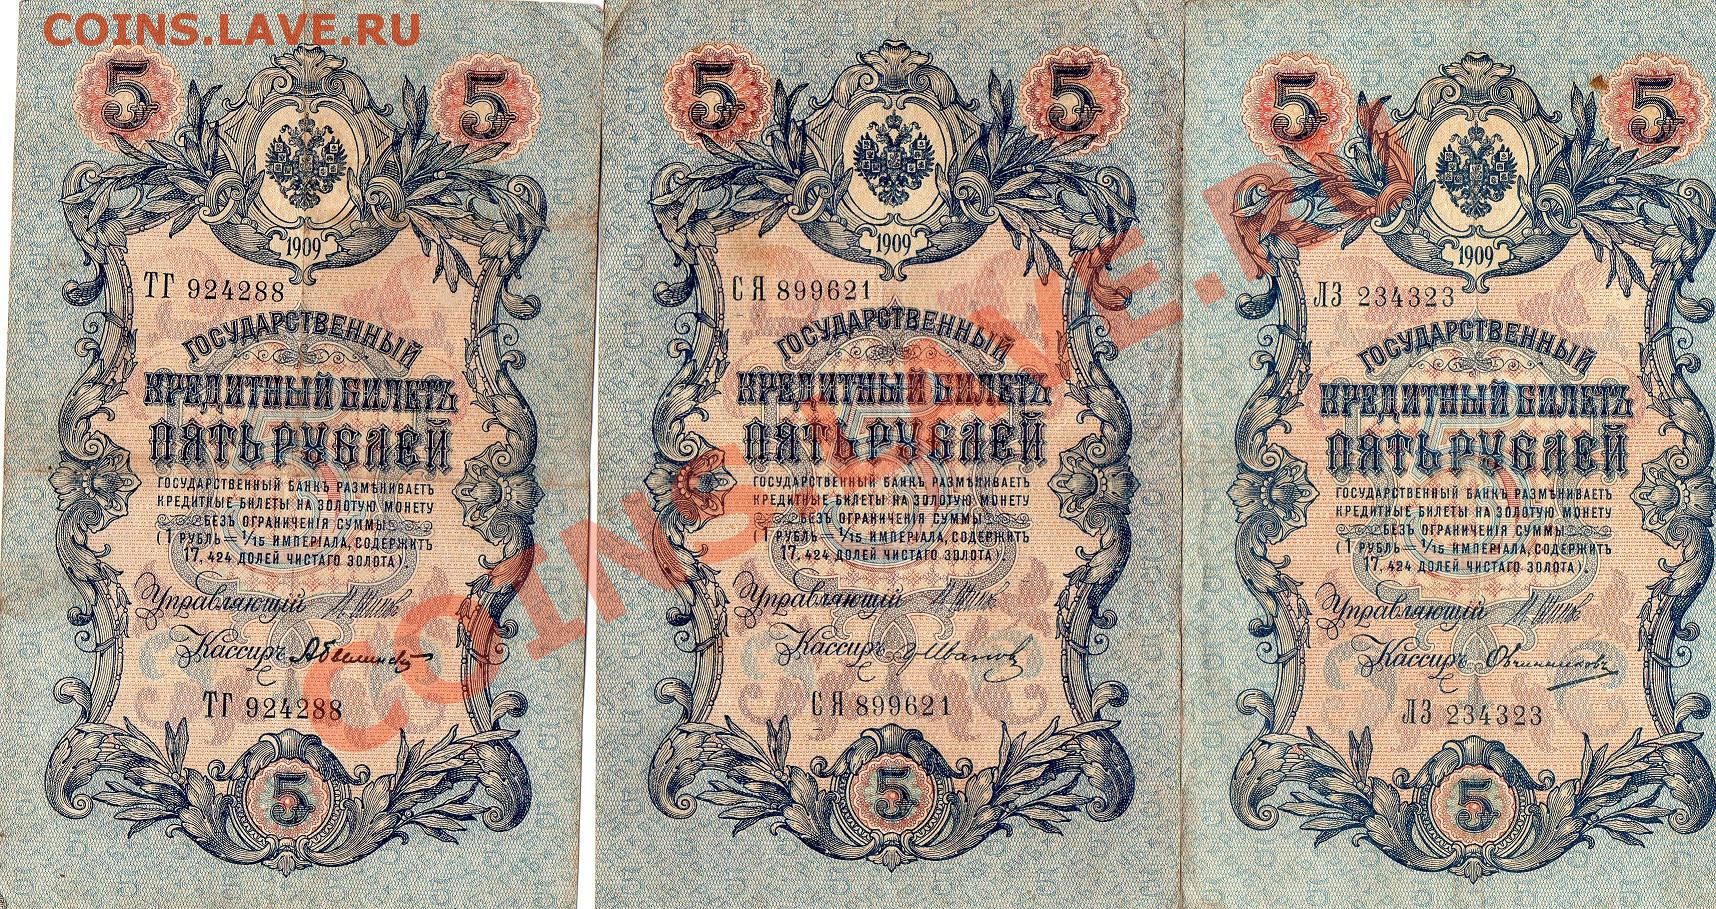 COINS.LAVE.RU
5 5
1909
ТГ 924288
ГОСУДАРСТВЕННЫЙ
КРЕДИТНЫЙ БИЛЕТЪ
ПЯТЬ РУБЛЕЙ
ГОСУДАРСТВЕННЫЙ БАНКЪ РАЗМѢНИВАЕТЪ
КРЕДИТНЫЕ БИЛЕТЫ НА ЗОЛОТУЮ МОНЕТУ
БЕЗЪ ОГРАНИЧЕНІЯ СУММЫ
(1 РУБЛЬ = 1/15 ИМПЕРІАЛА, СОДЕРЖИТЪ
17,424 ДОЛЕЙ ЧИСТАГО ЗОЛОТА).
Управляющій
Кассиръ
ТГ 924288
5
5 5
1909
СЯ 899621
ГОСУДАРСТВЕННЫЙ
КРЕДИТНЫЙ БИЛЕТЪ
ПЯТЬ РУБЛЕЙ
ГОСУДАРСТВЕННЫЙ БАНКЪ РАЗМѢНИВАЕТЪ
КРЕДИТНЫЕ БИЛЕТЫ НА ЗОЛОТУЮ МОНЕТУ
БЕЗЪ ОГРАНИЧЕНІЯ СУММЫ
(1 РУБЛЬ = 1/15 ИМПЕРІАЛА, СОДЕРЖИТЪ
17,424 ДОЛЕЙ ЧИСТАГО ЗОЛОТА).
Управляющій
Кассиръ Иванов
СЯ 899621
5
5 5
1909
ЛЗ 234323
ГОСУДАРСТВЕННЫЙ
КРЕДИТНЫЙ БИЛЕТЪ
ПЯТЬ РУБЛЕЙ
ГОСУДАРСТВЕННЫЙ БАНКЪ РАЗМѢНИВАЕТЪ
КРЕДИТНЫЕ БИЛЕТЫ НА ЗОЛОТУЮ МОНЕТУ
БЕЗЪ ОГРАНИЧЕНІЯ СУММЫ
(1 РУБЛЬ = 1/15 ИМПЕРІАЛА, СОДЕРЖИТЪ
17,424 ДОЛЕЙ ЧИСТАГО ЗОЛОТА).
Управляющій
Кассиръ Овчинниковъ
ЛЗ 234323
5
COINS.LAVE.RU